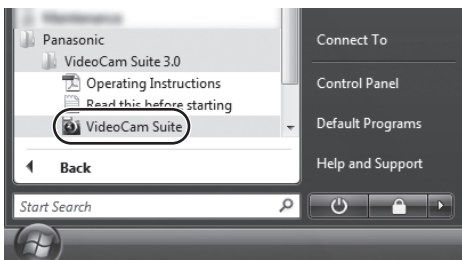 Panasonic
VideoCam Suite 3.0
Operating Instructions
Read this before starting
VideoCam Suite
Back
Start Search
Connect To
Control Panel
Default Programs
Help and Support